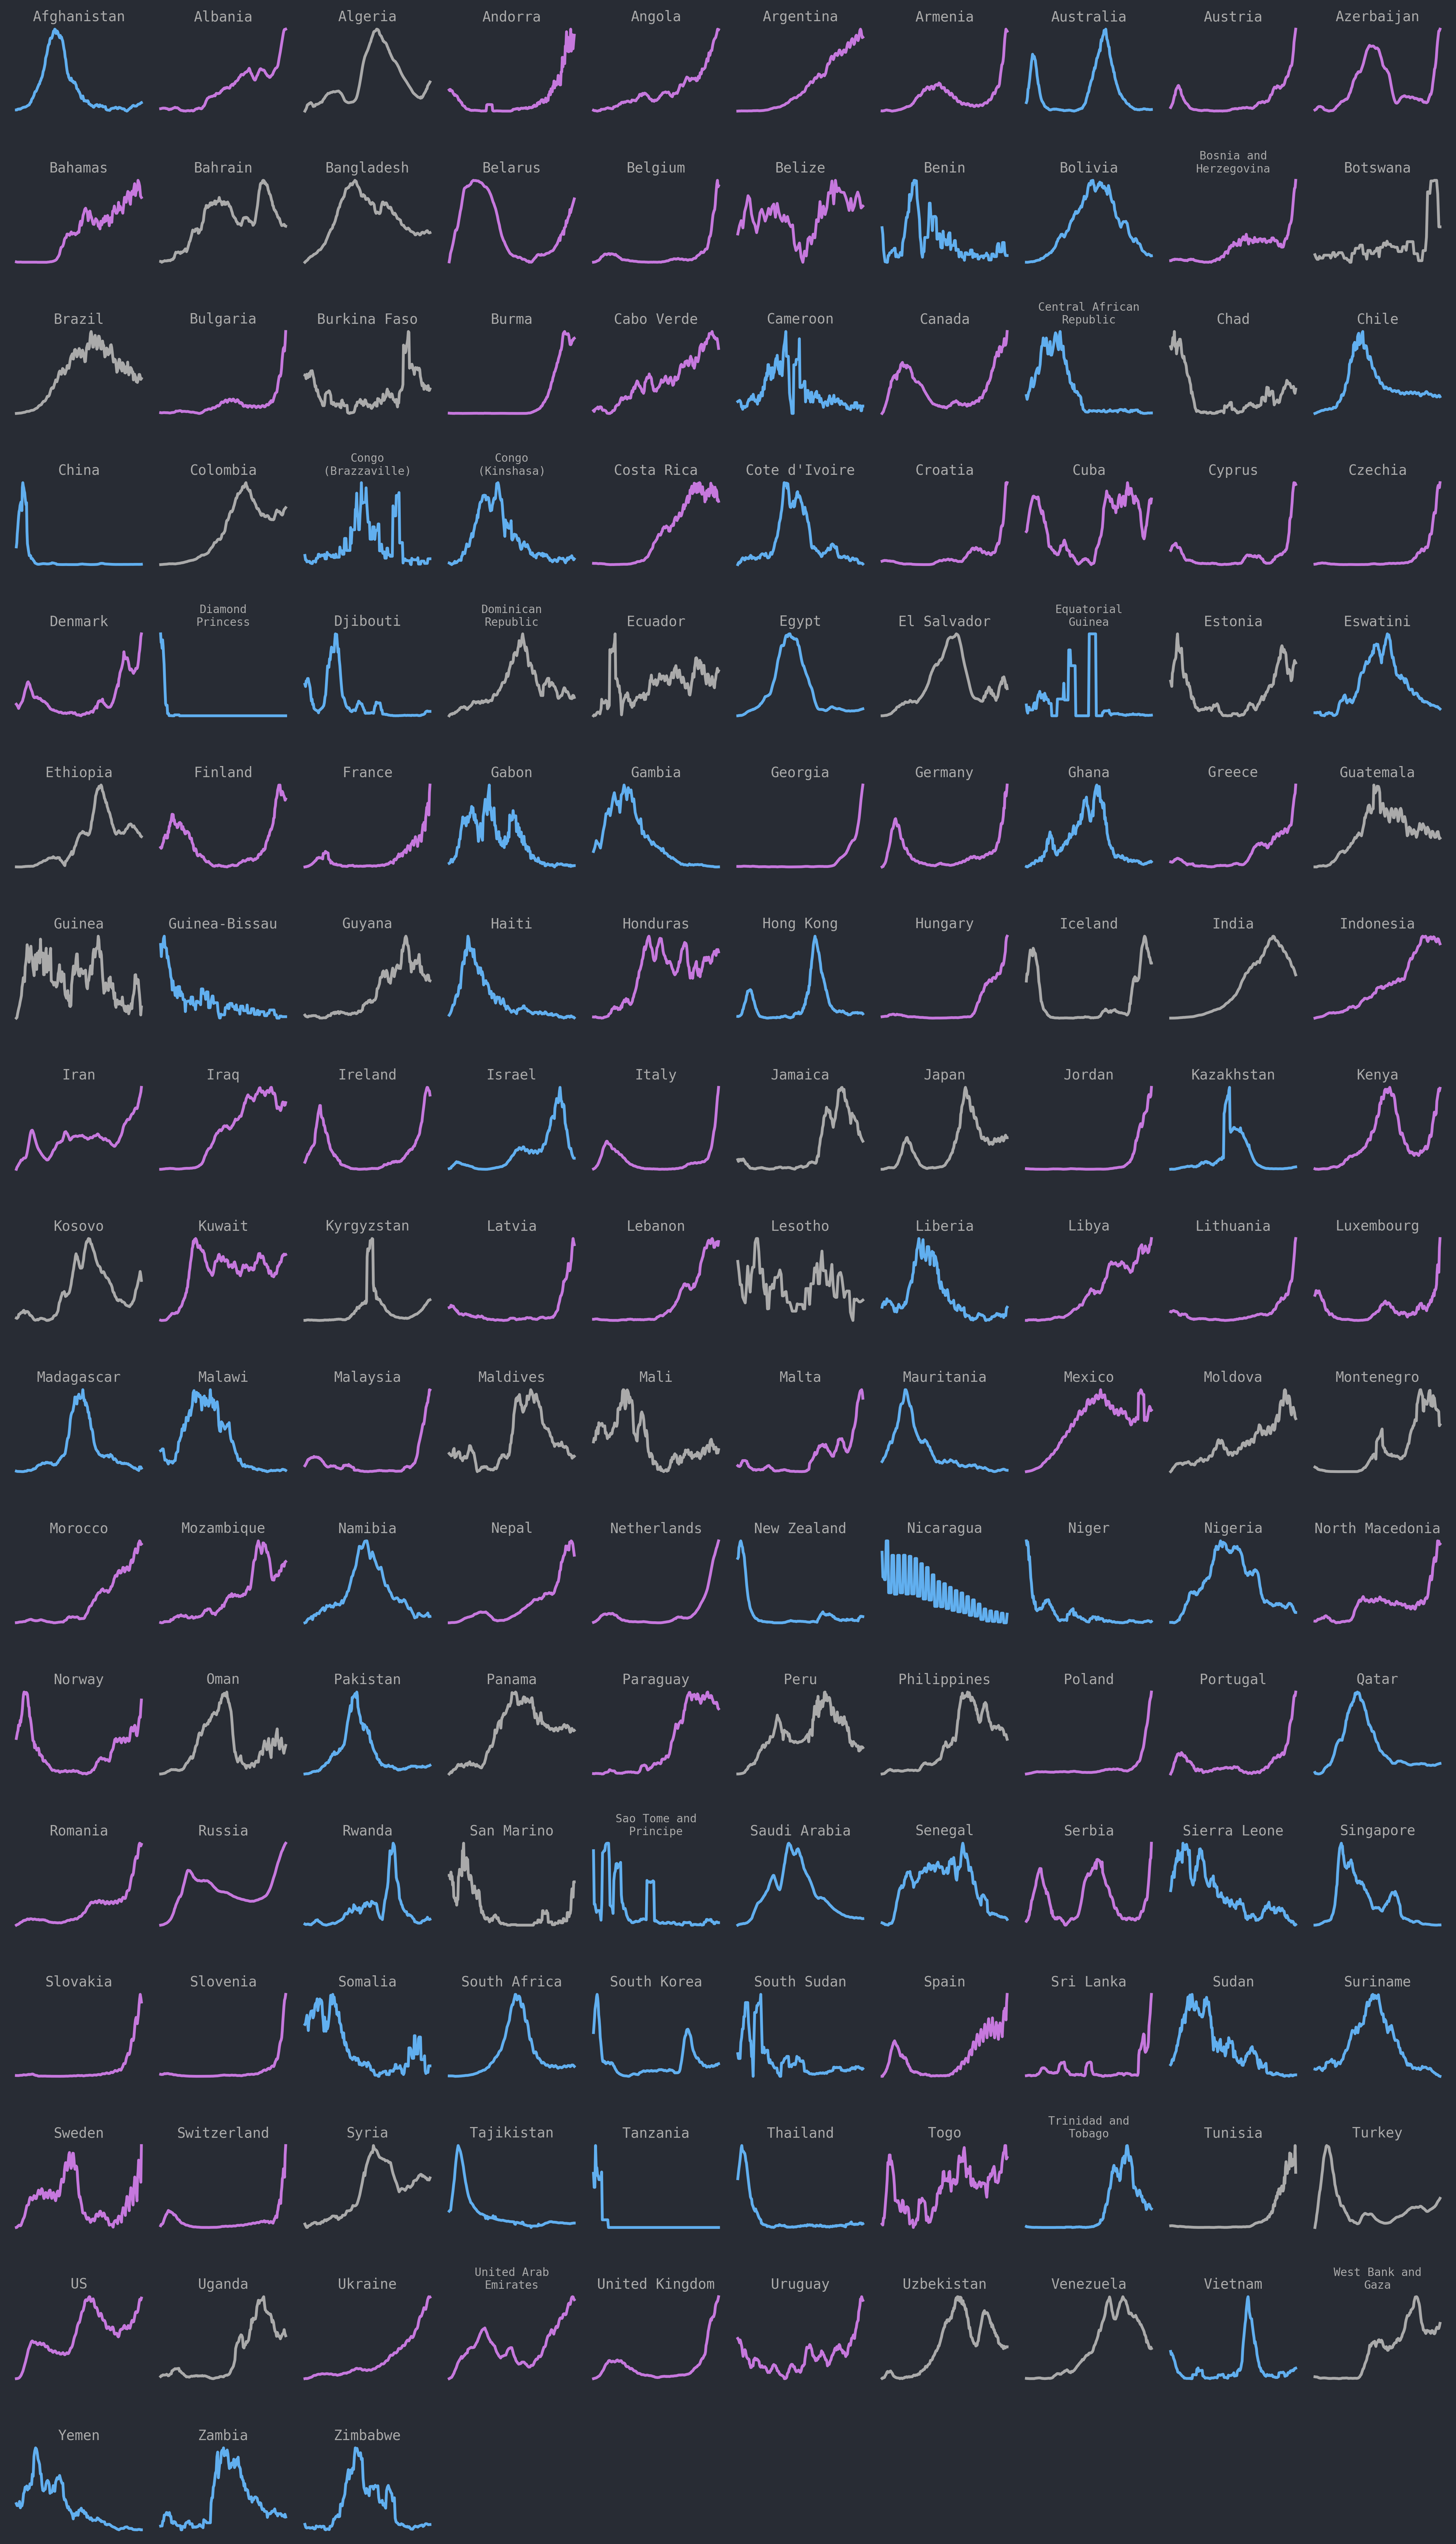 Afghanistan
Albania
Algeria
Andorra
Angola
Argentina
Armenia
Australia
Austria
Azerbaijan
Bahamas
Bahrain
Bangladesh
Belarus
Belgium
Belize
Benin
Bolivia
Bosnia and
Herzegovina
Botswana
Brazil
Bulgaria
Burkina Faso
Burma
Cabo Verde
Cameroon
Canada
Central African
Republic
Chad
Chile
China
Colombia
Congo
(Brazzaville)
Congo
(Kinshasa)
Costa Rica
Cote d'Ivoire
Croatia
Cuba
Cyprus
Czechia
Denmark
Diamond
Princess
Djibouti
Dominican
Republic
Ecuador
Egypt
El Salvador
Equatorial
Guinea
Estonia
Eswatini
Ethiopia
Finland
France
Gabon
Gambia
Georgia
Germany
Ghana
Greece
Guatemala
Guinea
Guinea-Bissau
Guyana
Haiti
Honduras
Hong Kong
Hungary
Iceland
India
Indonesia
Iran
Iraq
Ireland
Israel
Italy
Jamaica
Japan
Jordan
Kazakhstan
Kenya
Kosovo
Kuwait
Kyrgyzstan
Latvia
Lebanon
Lesotho
Liberia
Libya
Lithuania
Luxembourg
Madagascar
Malawi
Malaysia
Maldives
Mali
Malta
Mauritania
Mexico
Moldova
Montenegro
Morocco
Mozambique
Namibia
Nepal
Netherlands
New Zealand
Nicaragua
Niger
Nigeria
North Macedonia
Norway
Oman
Pakistan
Panama
Paraguay
Peru
Philippines
Poland
Portugal
Qatar
Romania
Russia
Rwanda
San Marino
Sao Tome and
Principe
Saudi Arabia
Senegal
Serbia
Sierra Leone
Singapore
Slovakia
Slovenia
Somalia
South Africa
South Korea
South Sudan
Spain
Sri Lanka
Sudan
Suriname
Sweden
Switzerland
Syria
Tajikistan
Tanzania
Thailand
Togo
Trinidad and
Tobago
Tunisia
Turkey
US
Uganda
Ukraine
United Arab
Emirates
United Kingdom
Uruguay
Uzbekistan
Venezuela
Vietnam
West Bank and
Gaza
Yemen
Zambia
Zimbabwe